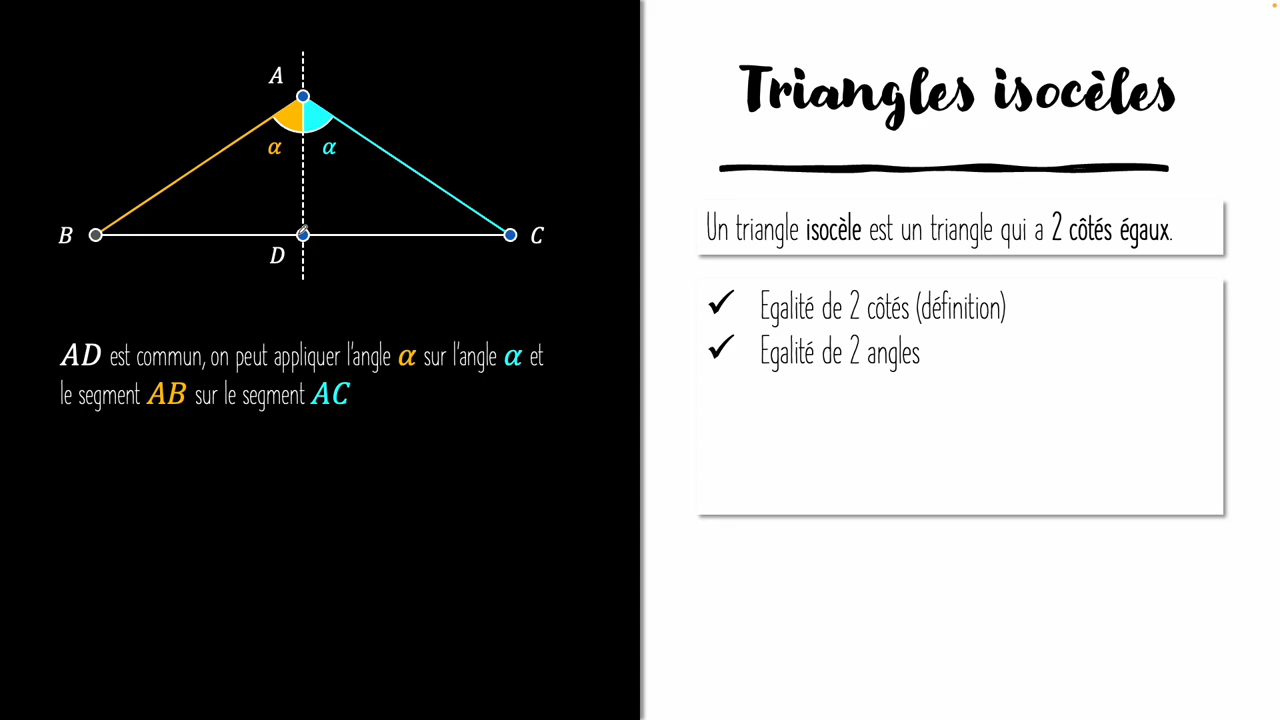 A
α α
B C
D
AD est commun, on peut appliquer l'angle α sur l'angle α et
le segment AB sur le segment AC
Triangles isocèles
Un triangle isocèle est un triangle qui a 2 côtés égaux.
✓ Egalité de 2 côtés (définition)
✓ Egalité de 2 angles